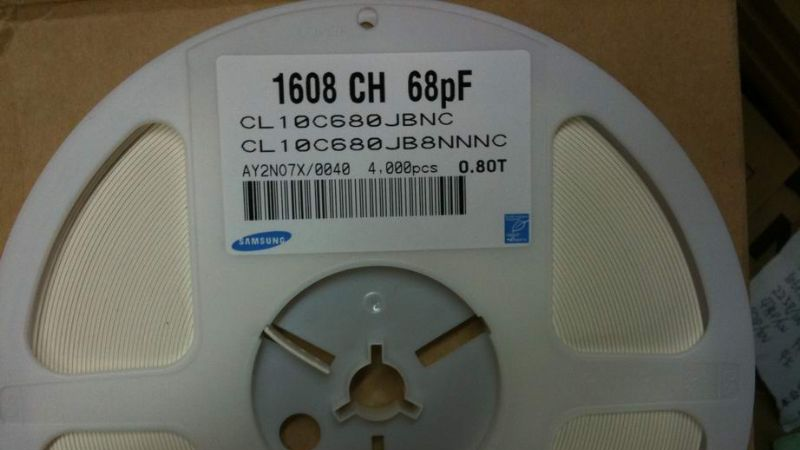 1608 CH 68pF
CL10C680JBNC
CL10C680JB8NNNC
AY2N07X/0040 4,000pcs 0.80T
SAMSUNG